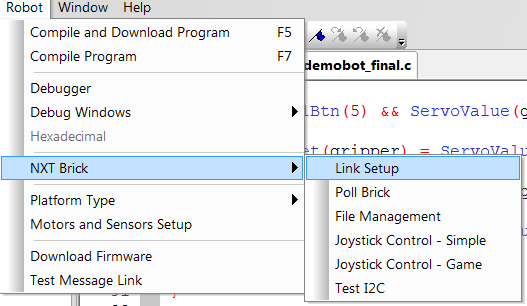 Robot Window Help
Compile and Download Program F5
Compile Program F7
Debugger
Debug Windows
Hexadecimal
NXT Brick
Platform Type
Motors and Sensors Setup
Download Firmware
Test Message Link
Link Setup
Poll Brick
File Management
Joystick Control - Simple
Joystick Control - Game
Test I2C
demobot_final.c
lBtn(5) && ServoValue(g
et(gripper) = ServoValue